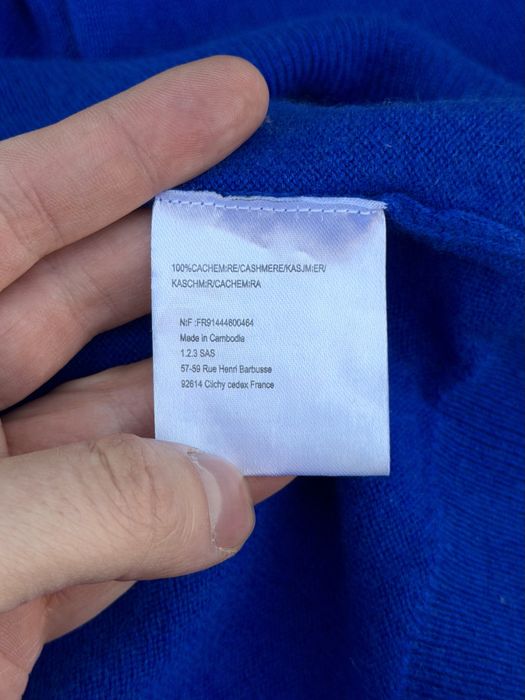 100%CACHEMIRE/CASHMERE/KASJMIER/
KASCHMIR/CACHEMIRA
NIF :FR91444600464
Made in Cambodia
1.2.3 SAS
57-59 Rue Henri Barbusse
92614 Clichy cedex France